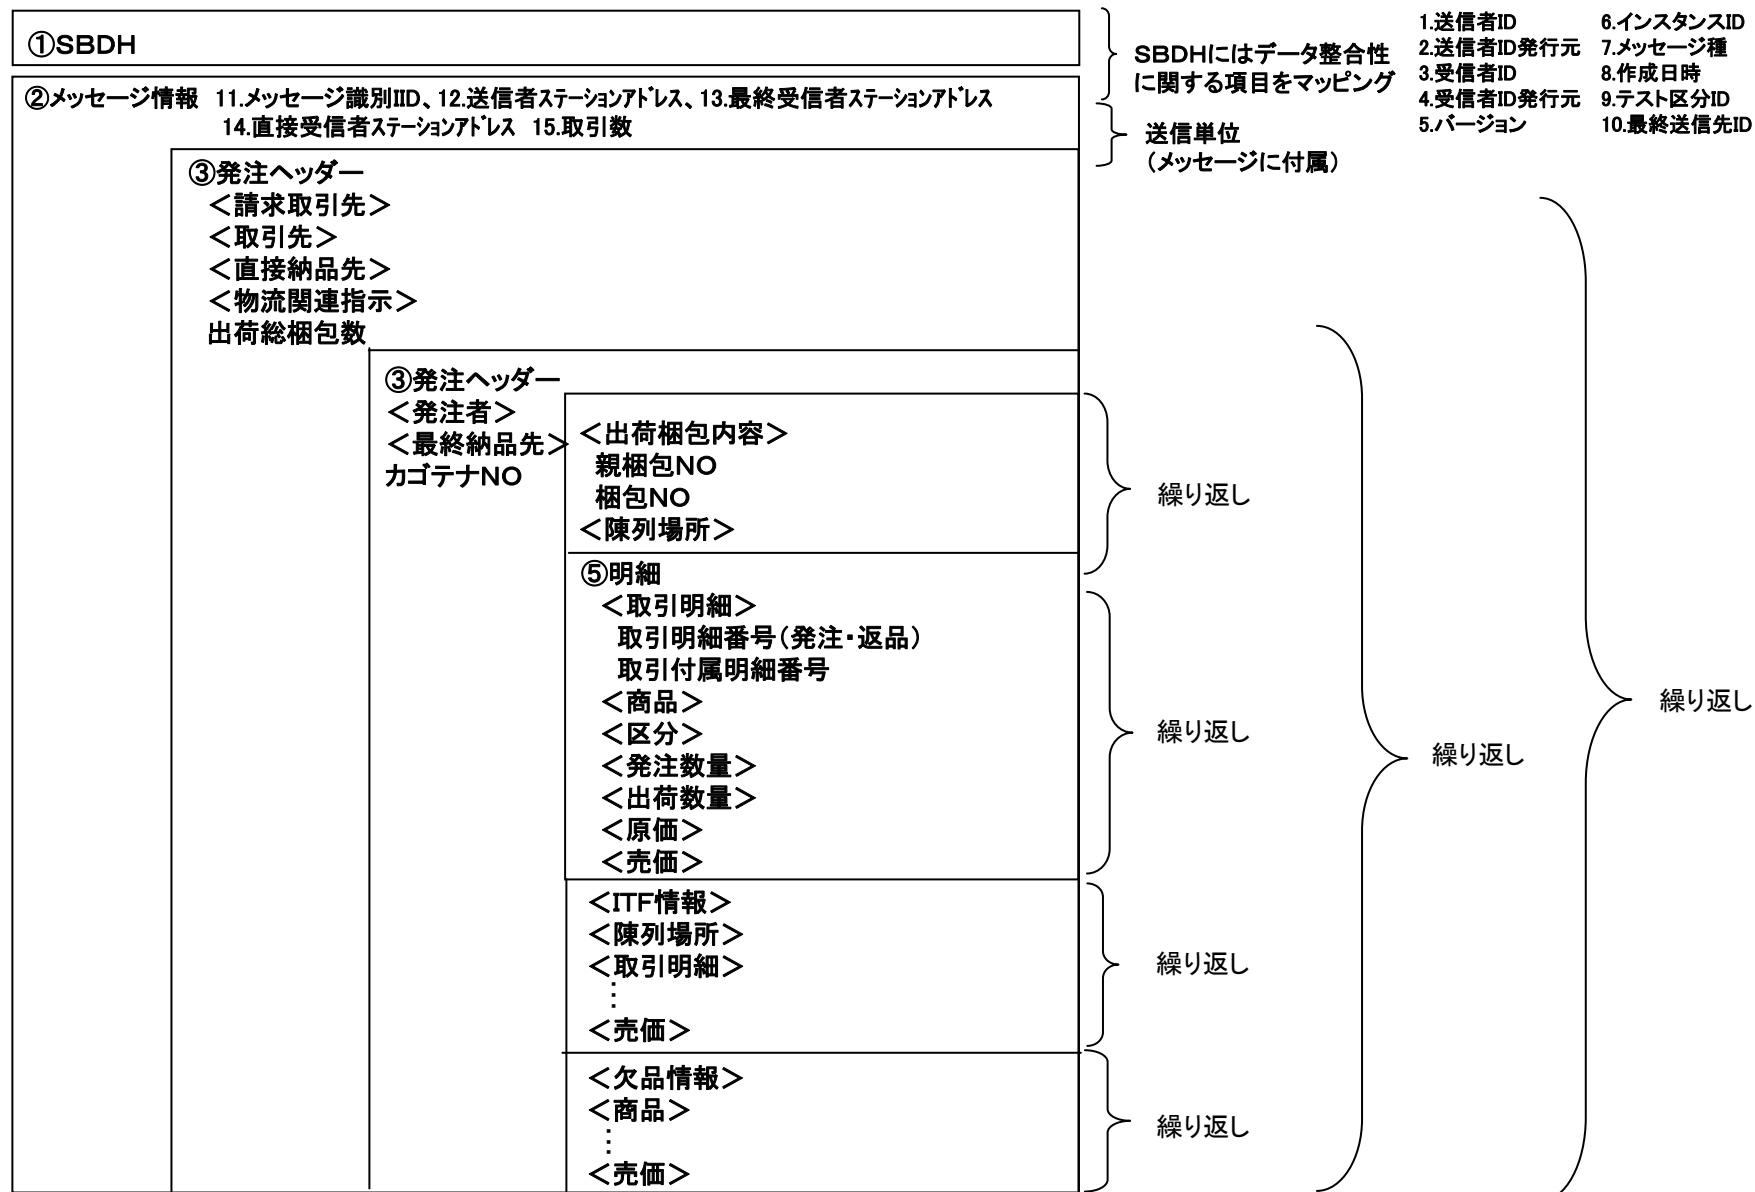 ①SBDH
②メッセージ情報 11.メッセージ識別IID、12.送信者ステーションアドレス、13.最終受信者ステーションアドレス
14.直接受信者ステーションアドレス 15.取引数
③発注ヘッダー
＜請求取引先＞
＜取引先＞
＜直接納品先＞
＜物流関連指示＞
出荷総梱包数
③発注ヘッダー
＜発注者＞
＜最終納品先＞
カゴテナNO
＜出荷梱包内容＞
親梱包NO
梱包NO
＜陳列場所＞
⑤明細
＜取引明細＞
取引明細番号（発注・返品）
取引付属明細番号
＜商品＞
＜区分＞
＜発注数量＞
＜出荷数量＞
＜原価＞
＜売価＞
＜ITF情報＞
＜陳列場所＞
＜取引明細＞
⋮
＜売価＞
＜欠品情報＞
＜商品＞
⋮
＜売価＞
SBDHにはデータ整合性
に関する項目をマッピング
送信単位
（メッセージに付属）
1.送信者ID
2.送信者ID発行元
3.受信者ID
4.受信者ID発行元
5.バージョン
6.インスタンスID
7.メッセージ種
8.作成日時
9.テスト区分ID
10.最終送信先ID
繰り返し
繰り返し
繰り返し
繰り返し
繰り返し
繰り返し